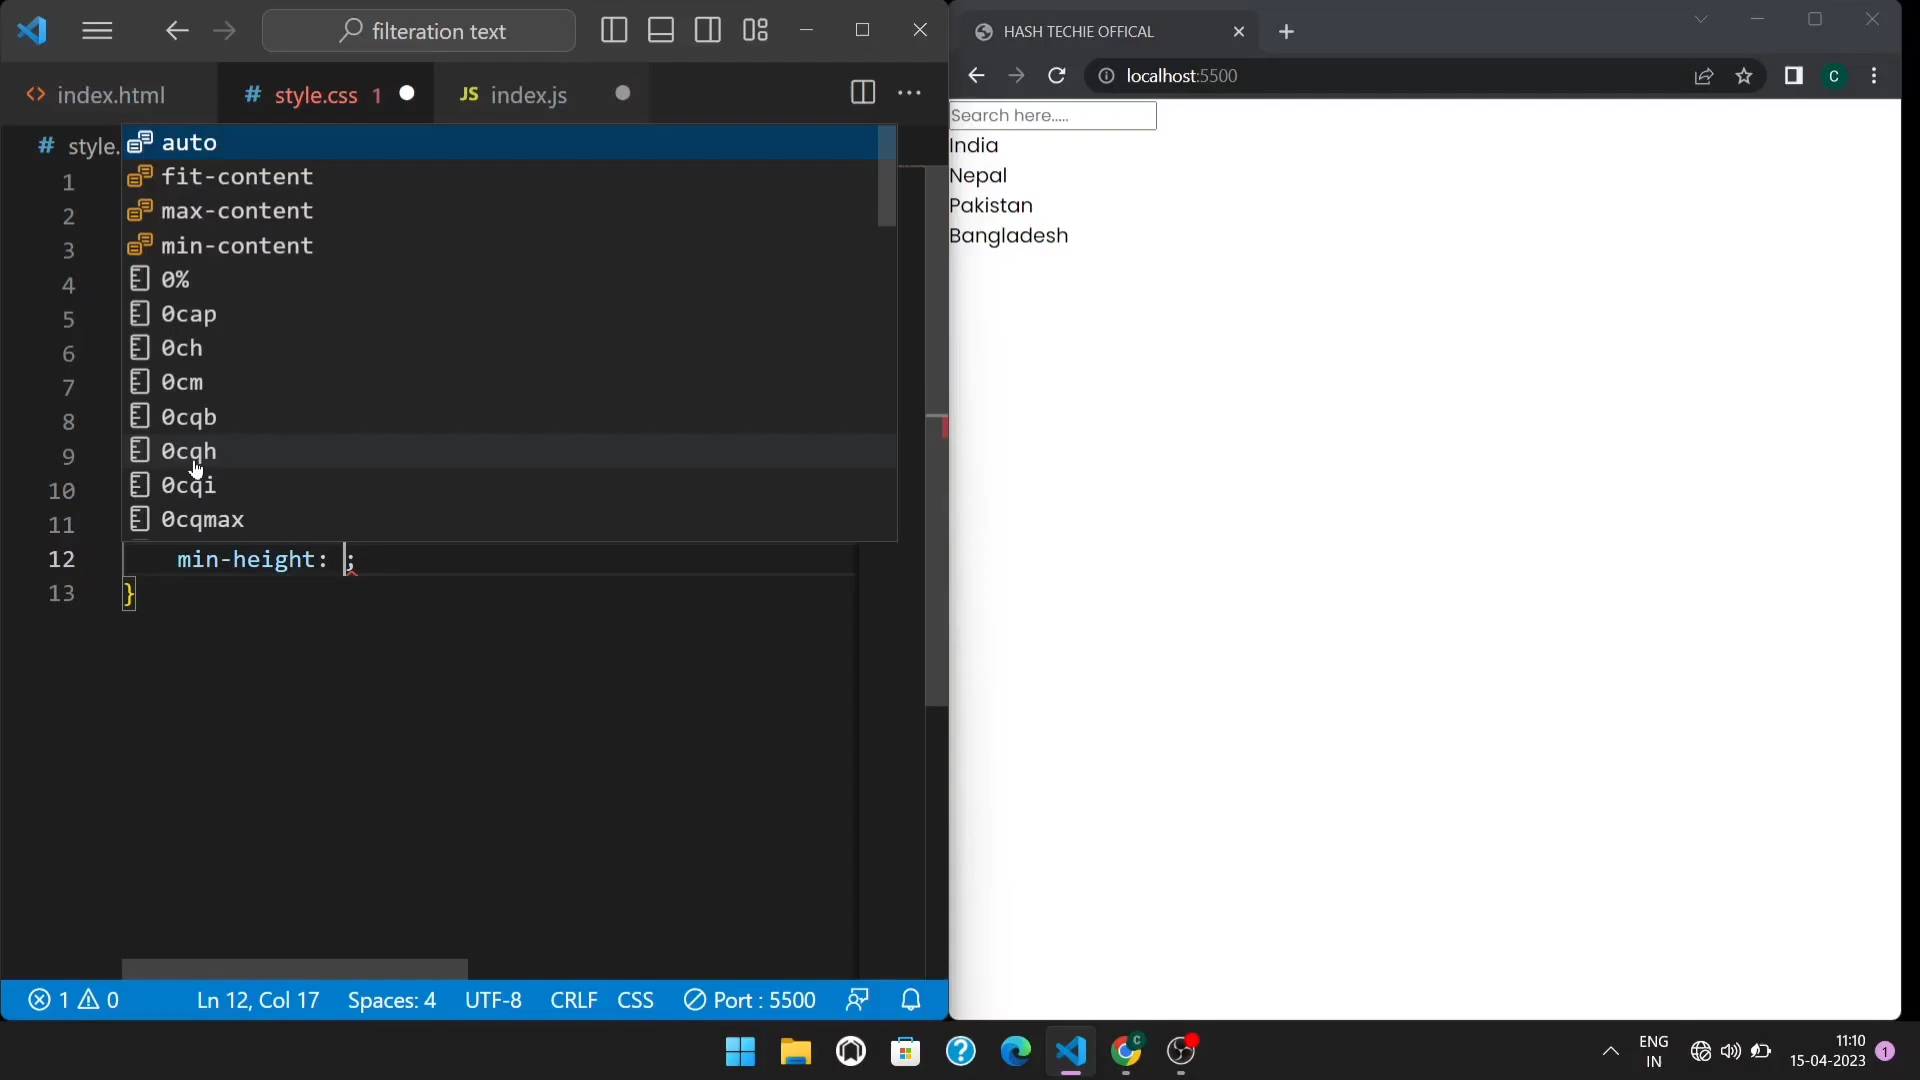 filteration text
index.html
# style.css 1
JS index.js
# style.
auto
fit-content
max-content
min-content
0%
0cap
0ch
0cm
0cqb
0cqh
0cqi
0cqmax
1
2
3
4
5
6
7
8
9
10
11
12 min-height: ;
13 }
1 0 Ln 12, Col 17 Spaces: 4 UTF-8 CRLF CSS Port : 5500
HASH TECHIE OFFICAL
localhost:5500
C
Search here.....
India
Nepal
Pakistan
Bangladesh
C
ENG
IN
11:10
15-04-2023
1